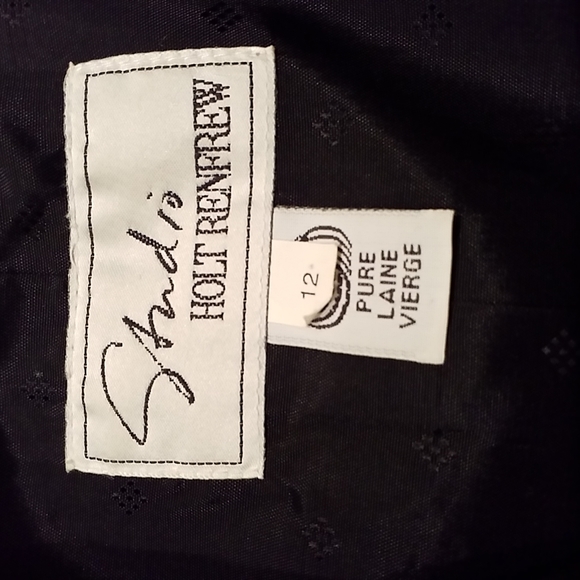 Studio
HOLT RENFREW
12
PURE
LAINE
VIERGE